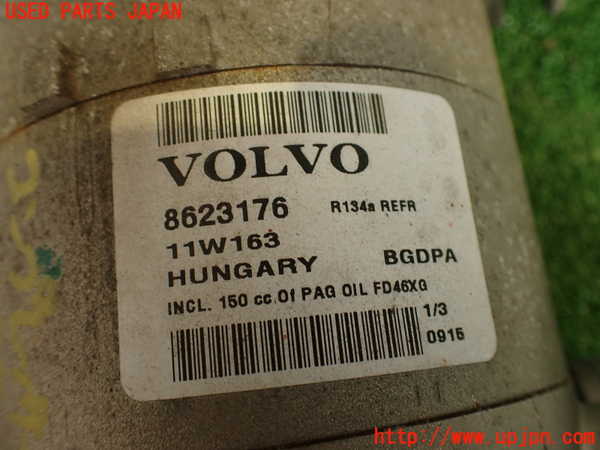 USED PARTS JAPAN
VOLVO
8623176 R134a REFR
11W163
HUNGARY BGDPA
INCL. 150 cc Of PAG OIL FD46XG
1/3
0915
http://www.upjpn.com/